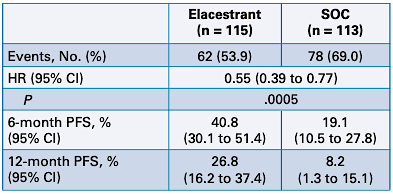 Elacestrant SOC
(n = 115) (n = 113)
Events, No. (%) 62 (53.9) 78 (69.0)
HR (95% CI) 0.55 (0.39 to 0.77)
P .0005
6-month PFS, % 40.8 19.1
(95% CI) (30.1 to 51.4) (10.5 to 27.8)
12-month PFS, % 26.8 8.2
(95% CI) (16.2 to 37.4) (1.3 to 15.1)